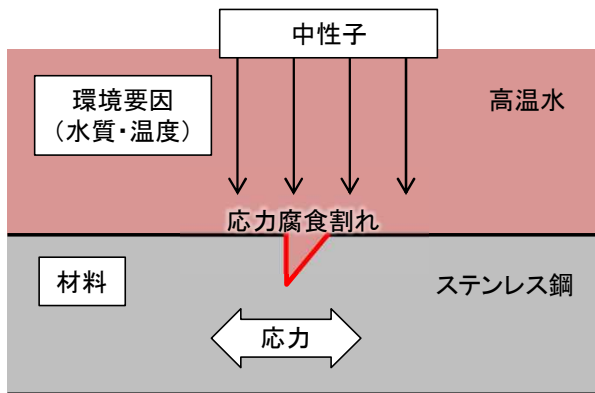 中性子
環境要因
（水質・温度）
高温水
応力腐食割れ
材料
ステンレス鋼
応力